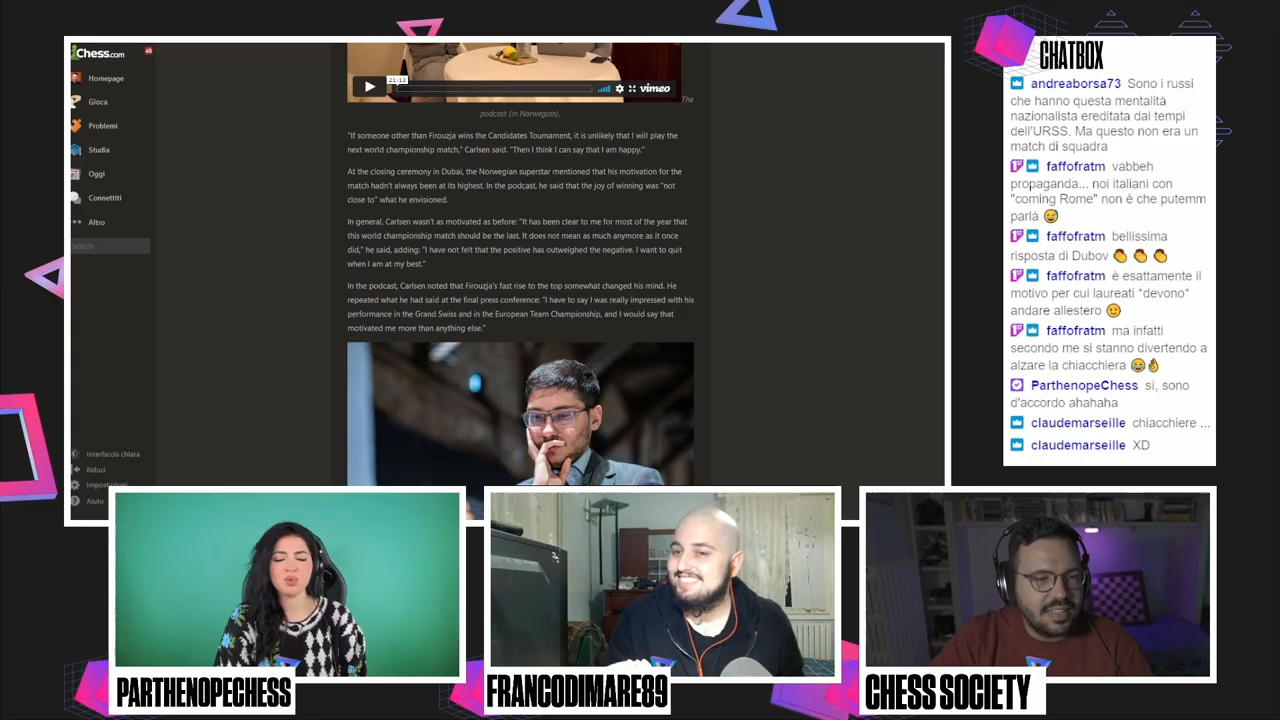 Chess.com
45
Homepage
Gioca
Problemi
Studia
Oggi
Connettiti
Altro
Search
Interfaccia chiara
Riduci
Impostazioni
Aiuto
21:12
vimeo
The
podcast (in Norwegian).
"If someone other than Firouzja wins the Candidates Tournament, it is unlikely that I will play the
next world championship match," Carlsen said. "Then I think I can say that I am happy."
At the closing ceremony in Dubai, the Norwegian superstar mentioned that his motivation for the
match hadn't always been at its highest. In the podcast, he said that the joy of winning was "not
close to" what he envisioned.
In general, Carlsen wasn't as motivated as before: "It has been clear to me for most of the year that
this world championship match should be the last. It does not mean as much anymore as it once
did," he said, adding: "I have not felt that the positive has outweighed the negative. I want to quit
when I am at my best."
In the podcast, Carlsen noted that Firouzja's fast rise to the top somewhat changed his mind. He
repeated what he had said at the final press conference: "I have to say I was really impressed with his
performance in the Grand Swiss and in the European Team Championship, and I would say that
motivated me more than anything else."
CHATBOX
andreaborsa73 Sono i russi
che hanno questa mentalità
nazionalista ereditata dai tempi
dell'URSS. Ma questo non era un
match di squadra
faffofratm vabbeh
propaganda... noi italiani con
"coming Rome" non è che putemm
parlà 😅
faffofratm bellissima
risposta di Dubov 👏 👏 👏
faffofratm è esattamente il
motivo per cui laureati *devono*
andare allestero 😉
faffofratm ma infatti
secondo me si stanno divertendo a
alzare la chiacchiera 😂👌
ParthenopeChess si, sono
d'accordo ahahaha
claudemarseille chiacchiere ...
claudemarseille XD
PARTHENOPECHESS
FRANCODIMARE89
CHESS SOCIETY